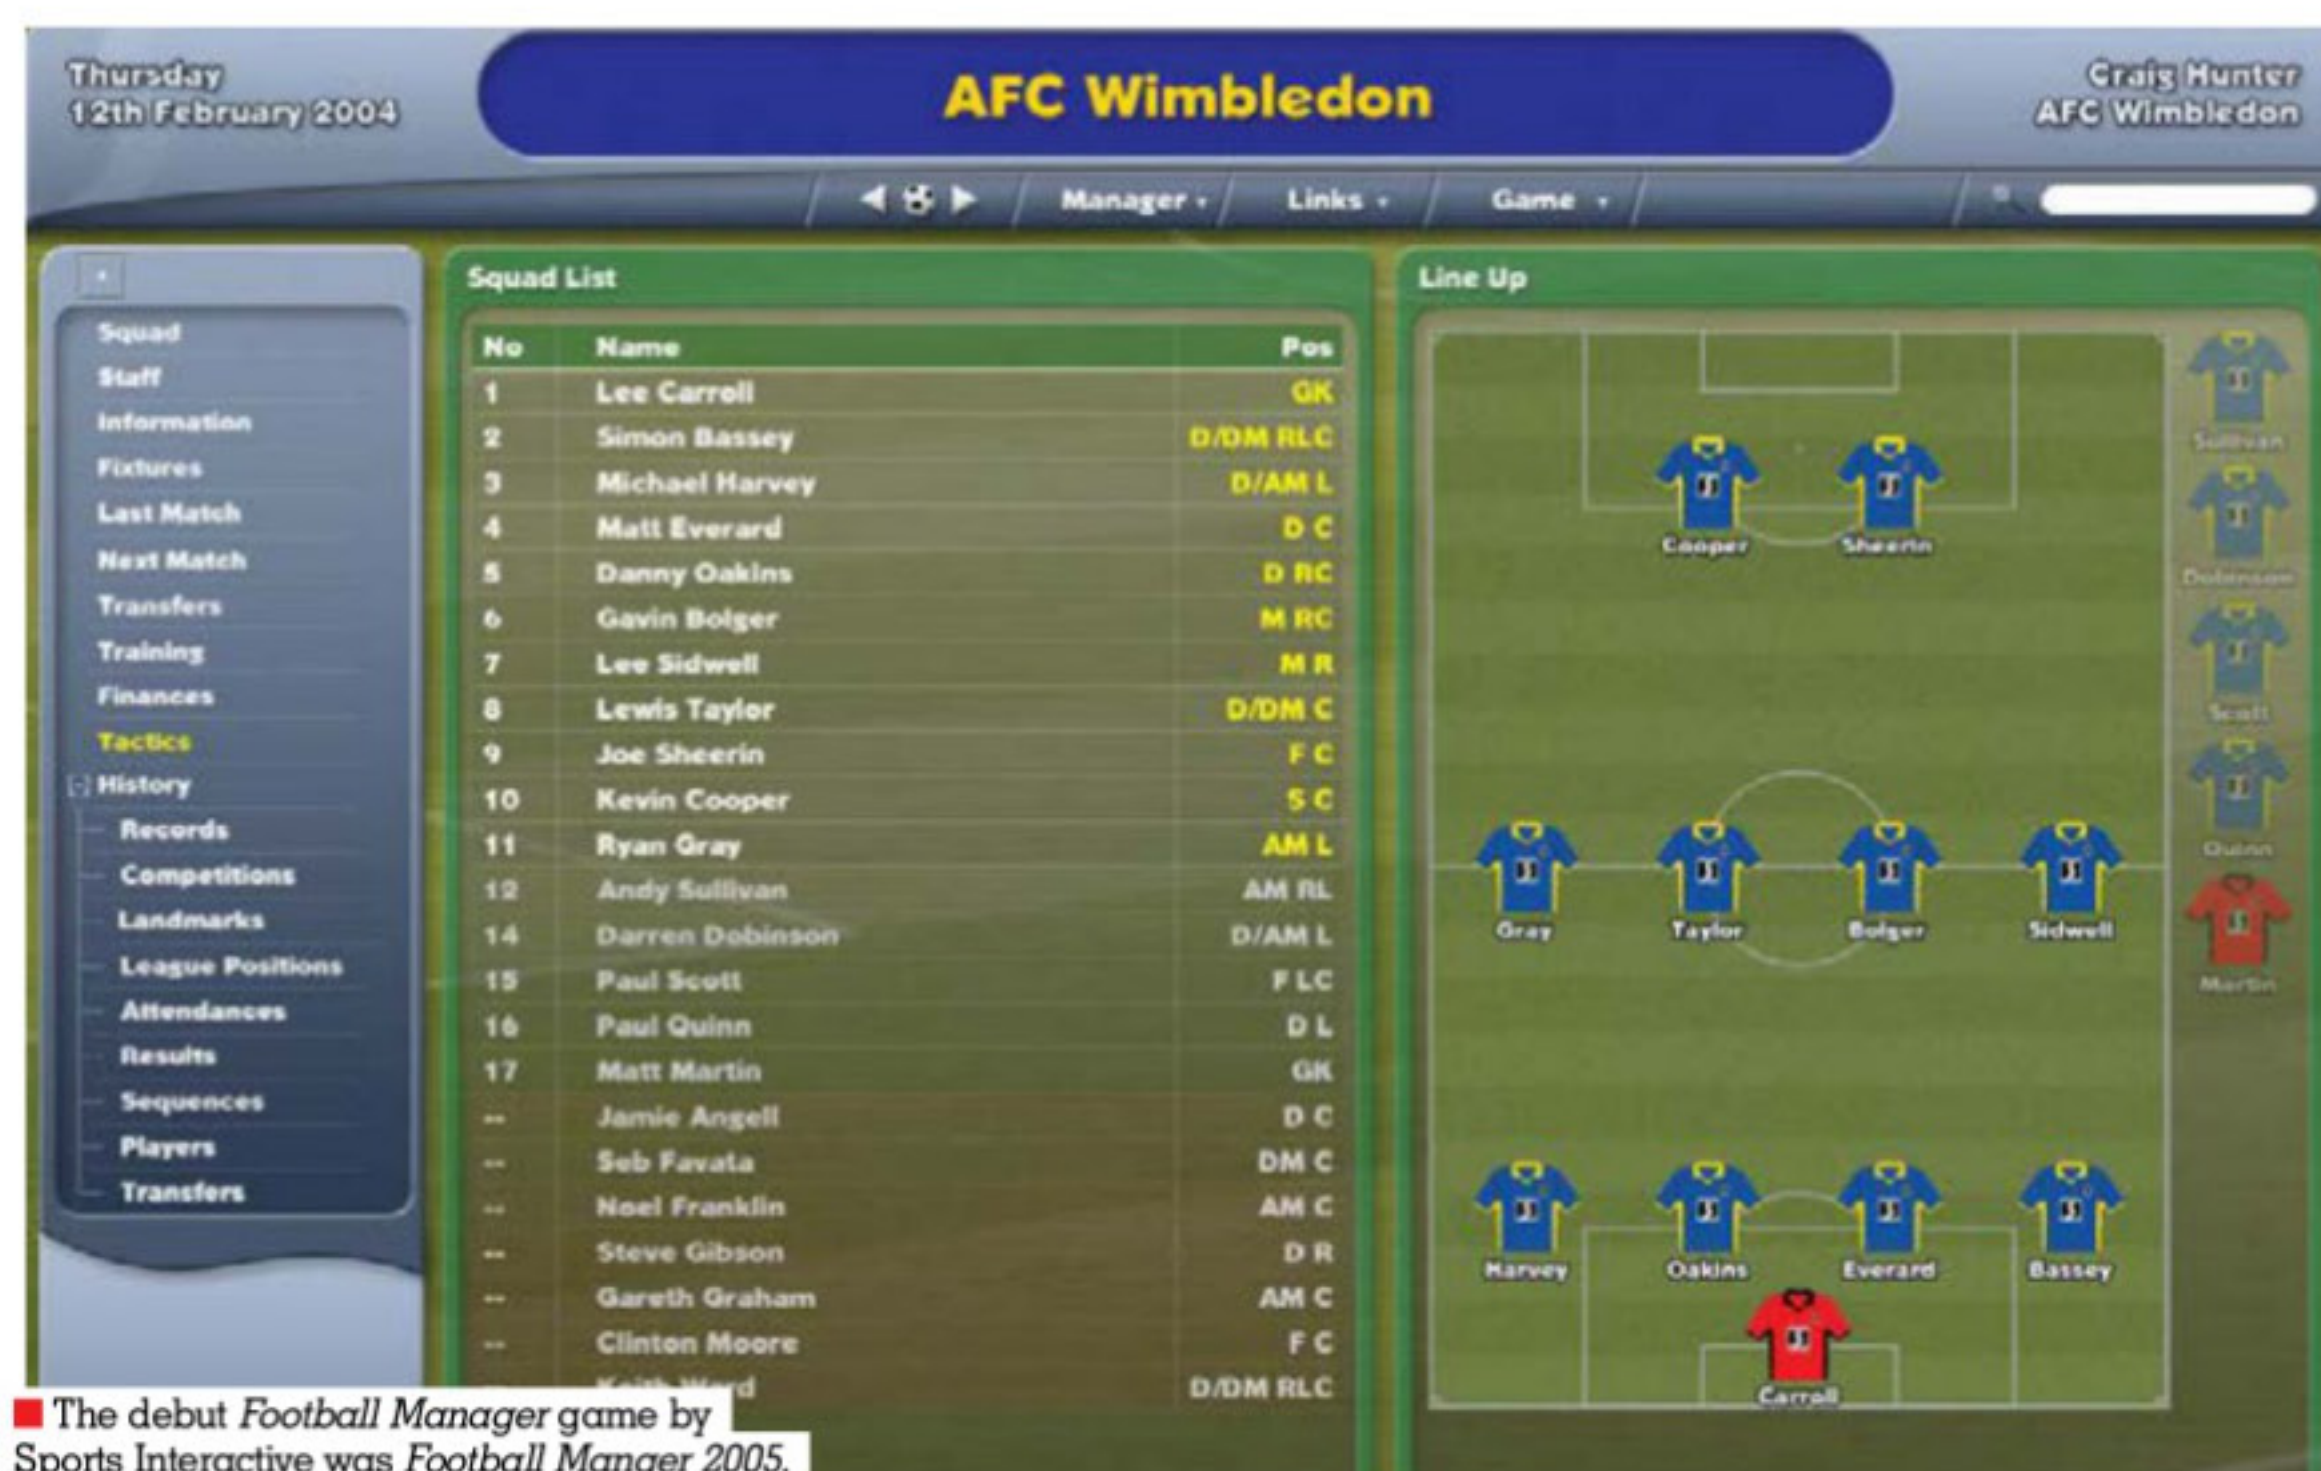 Thursday
12th February 2004
AFC Wimbledon
Craig Hunter
AFC Wimbledon
Manager
Links
Game
Squad
Staff
Information
Fixtures
Last Match
Next Match
Transfers
Training
Finances
Tactics
History
Records
Competitions
Landmarks
League Positions
Attendances
Results
Sequences
Players
Transfers
Squad List
No Name Pos
1 Lee Carroll GK
2 Simon Bassey D/DM RLC
3 Michael Harvey D/AM L
4 Matt Everard D C
5 Danny Oakins D RC
6 Gavin Bolger M RC
7 Lee Sidwell M R
8 Lewis Taylor D/DM C
9 Joe Sheerin F C
10 Kevin Cooper S C
11 Ryan Gray AM L
12 Andy Sullivan AM RL
14 Darren Dobinson D/AM L
15 Paul Scott F LC
16 Paul Quinn D L
17 Matt Martin GK
-- Jamie Angell D C
-- Seb Favata DM C
-- Noel Franklin AM C
-- Steve Gibson D R
-- Gareth Graham AM C
-- Clinton Moore F C
-- Keith Ward D/DM RLC
Line Up
Cooper Sheerin
Gray Taylor Bolger Sidwell
Harvey Oakins Everard Bassey
Carroll
Sullivan
Dobinson
Scott
Quinn
Martin
The debut Football Manager game by
Sports Interactive was Football Manger 2005.